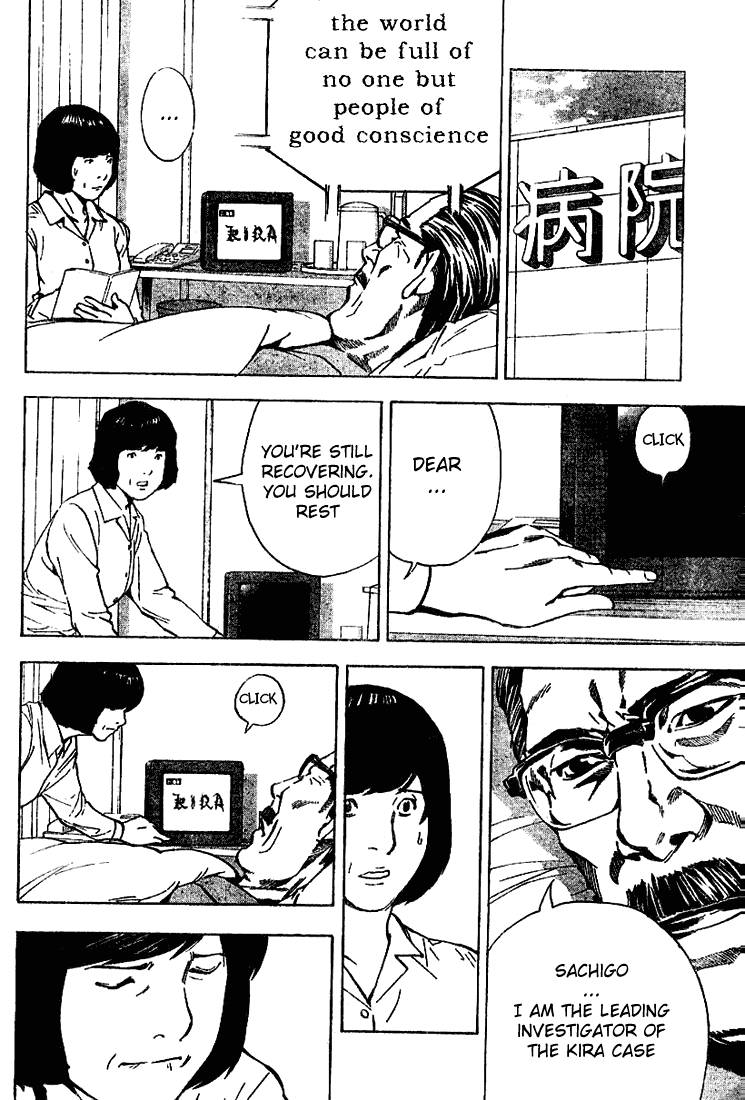 病院
the world
can be full of
no one but
people of
good conscience
...
KIRA
CLICK
DEAR
...
YOU'RE STILL
RECOVERING.
YOU SHOULD
REST
SACHIGO
...
I AM THE LEADING
INVESTIGATOR OF
THE KIRA CASE
CLICK
KIRA